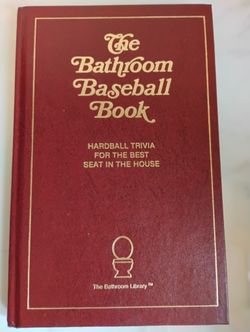 The
Bathroom
Baseball
Book
HARDBALL TRIVIA
FOR THE BEST
SEAT IN THE HOUSE
The Bathroom Library™